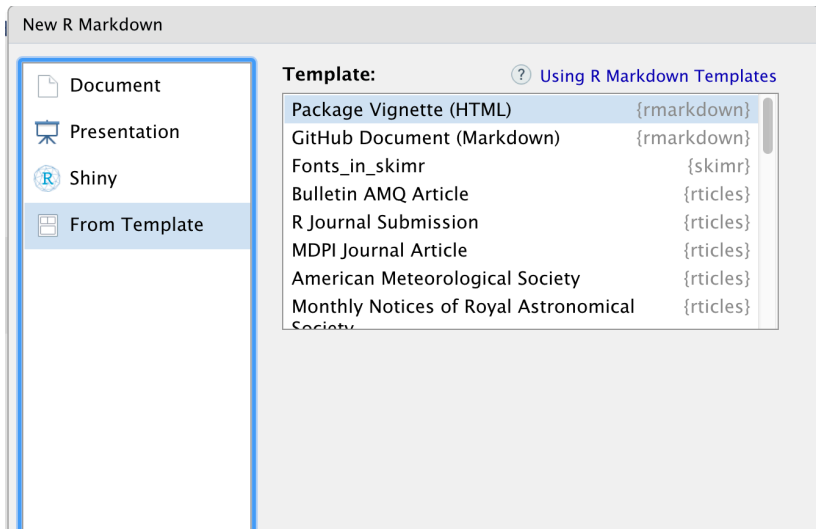 New R Markdown
Document
Presentation
R Shiny
From Template
Template:
? Using R Markdown Templates
Package Vignette (HTML) {rmarkdown}
GitHub Document (Markdown) {rmarkdown}
Fonts_in_skimr {skimr}
Bulletin AMQ Article {rticles}
R Journal Submission {rticles}
MDPI Journal Article {rticles}
American Meteorological Society {rticles}
Monthly Notices of Royal Astronomical {rticles}
Society